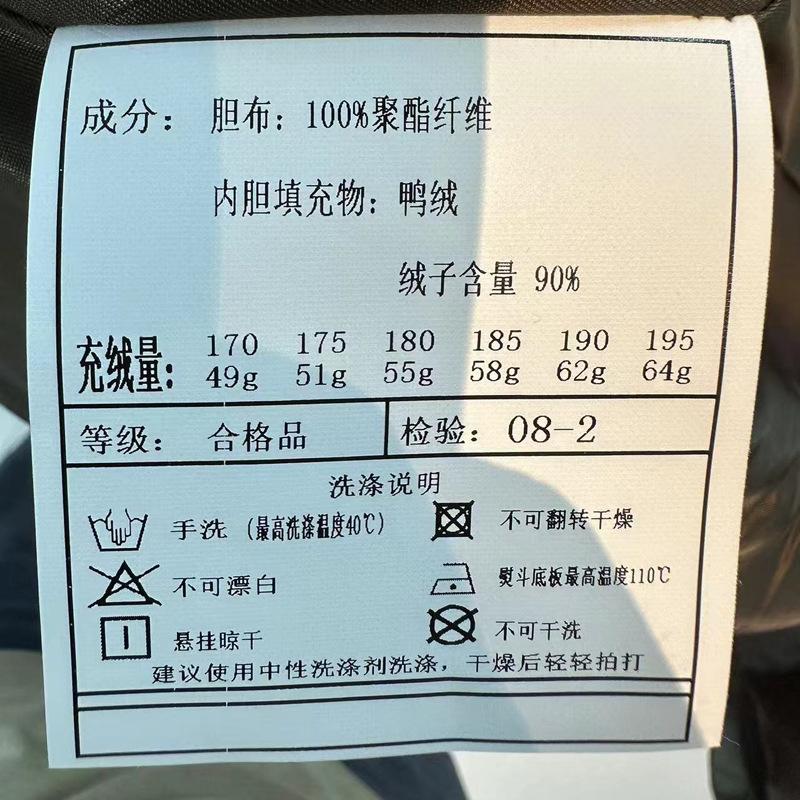 成分： 胆布：100%聚酯纤维
内胆填充物：鸭绒
绒子含量 90%
充绒量： 170 175 180 185 190 195
49g 51g 55g 58g 62g 64g
等级： 合格品 检验：08-2
洗涤说明
手洗（最高洗涤温度40℃） 不可翻转干燥
不可漂白 熨斗底板最高温度110℃
悬挂晾干 不可干洗
建议使用中性洗涤剂洗涤，干燥后轻轻拍打